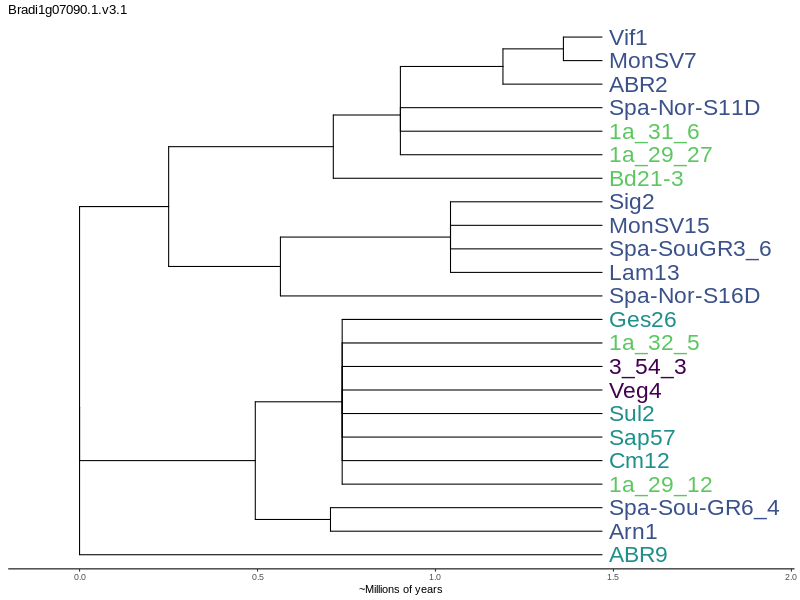 Bradi1g07090.1.v3.1
Vif1
MonSV7
ABR2
Spa-Nor-S11D
1a_31_6
1a_29_27
Bd21-3
Sig2
MonSV15
Spa-SouGR3_6
Lam13
Spa-Nor-S16D
Ges26
1a_32_5
3_54_3
Veg4
Sul2
Sap57
Cm12
1a_29_12
Spa-Sou-GR6_4
Arn1
ABR9
0.0 0.5 1.0 1.5 2.0
~Millions of years